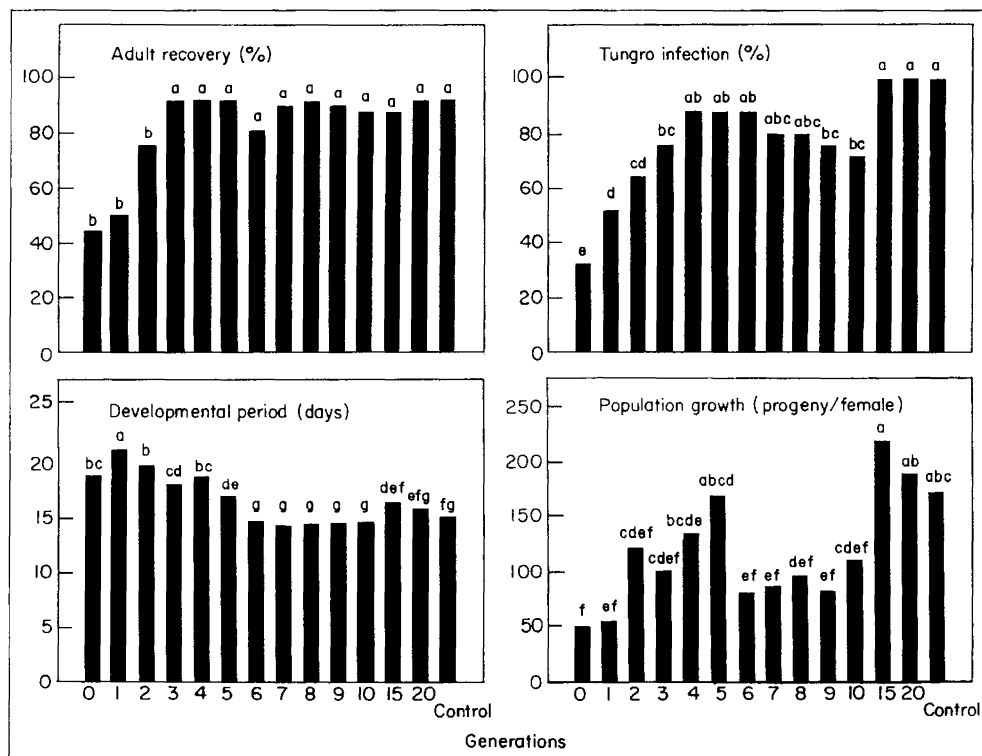 Adult recovery (%)
100
80
60
40
20
0
b b b a a a a a a a a a a a
Tungro infection (%)
100
80
60
40
20
0
e d cd bc ab ab ab abc abc bc bc a a a
Developmental period (days)
25
20
15
10
5
0
bc a b cd bc de g g g g g def efg fg
0 1 2 3 4 5 6 7 8 9 10 15 20
Control
Population growth (progeny/female)
250
200
150
100
50
0
f ef cdef cdef bcde abcd ef ef def ef cdef a ab abc
0 1 2 3 4 5 6 7 8 9 10 15 20
Control
Generations